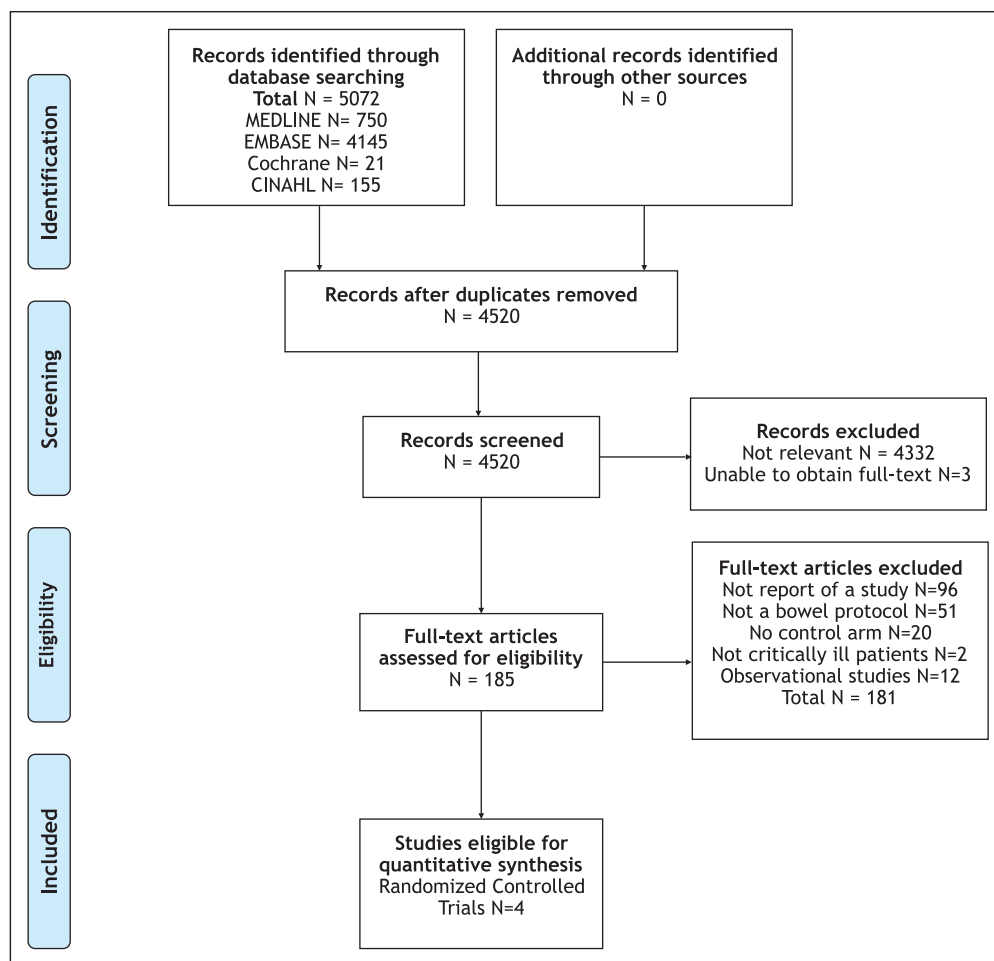 Identification
Records identified through
database searching
Total N = 5072
MEDLINE N= 750
EMBASE N= 4145
Cochrane N= 21
CINAHL N= 155
Additional records identified
through other sources
N = 0
Records after duplicates removed
N = 4520
Screening
Records screened
N = 4520
Records excluded
Not relevant N = 4332
Unable to obtain full-text N=3
Eligibility
Full-text articles
assessed for eligibility
N = 185
Full-text articles excluded
Not report of a study N=96
Not a bowel protocol N=51
No control arm N=20
Not critically ill patients N=2
Observational studies N=12
Total N = 181
Included
Studies eligible for
quantitative synthesis
Randomized Controlled
Trials N=4